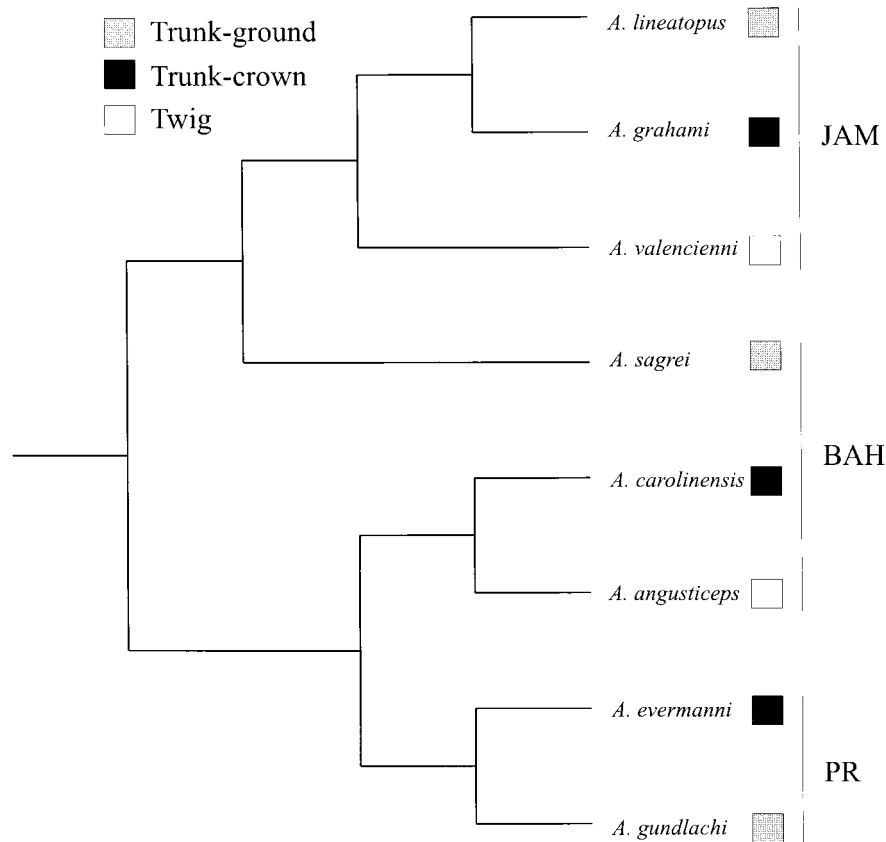 Trunk-ground
Trunk-crown
Twig
A. lineatopus
A. grahami
JAM
A. valencienni
A. sagrei
BAH
A. carolinensis
A. angusticeps
A. evermanni
PR
A. gundlachi